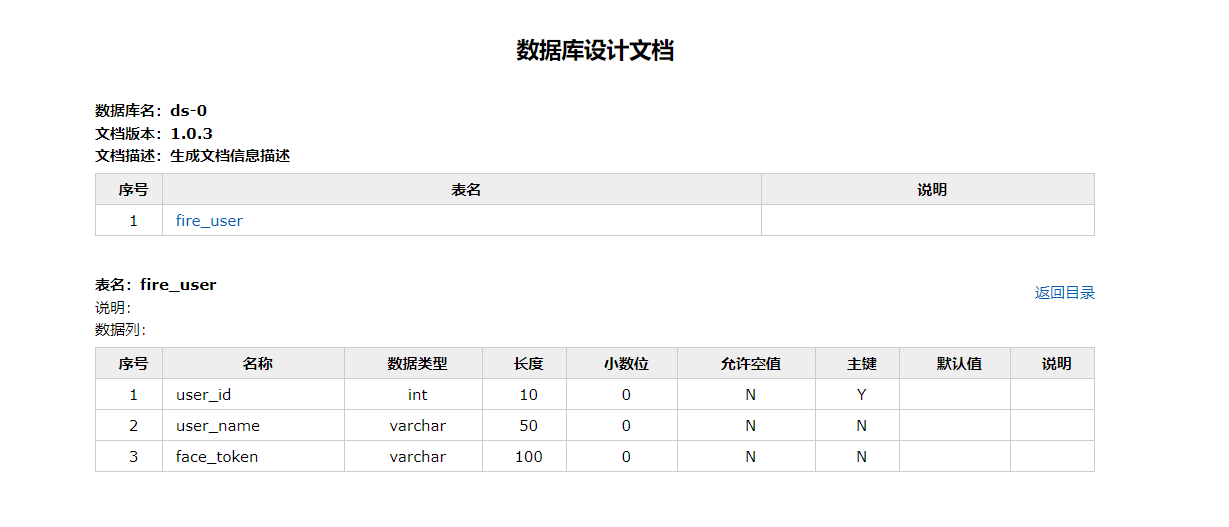 数据库设计文档
数据库名：ds-0
文档版本：1.0.3
文档描述：生成文档信息描述
序号 表名 说明
1 fire_user
表名：fire_user
返回目录
说明：
数据列：
序号 名称 数据类型 长度 小数位 允许空值 主键 默认值 说明
1 user_id int 10 0 N Y
2 user_name varchar 50 0 N N
3 face_token varchar 100 0 N N